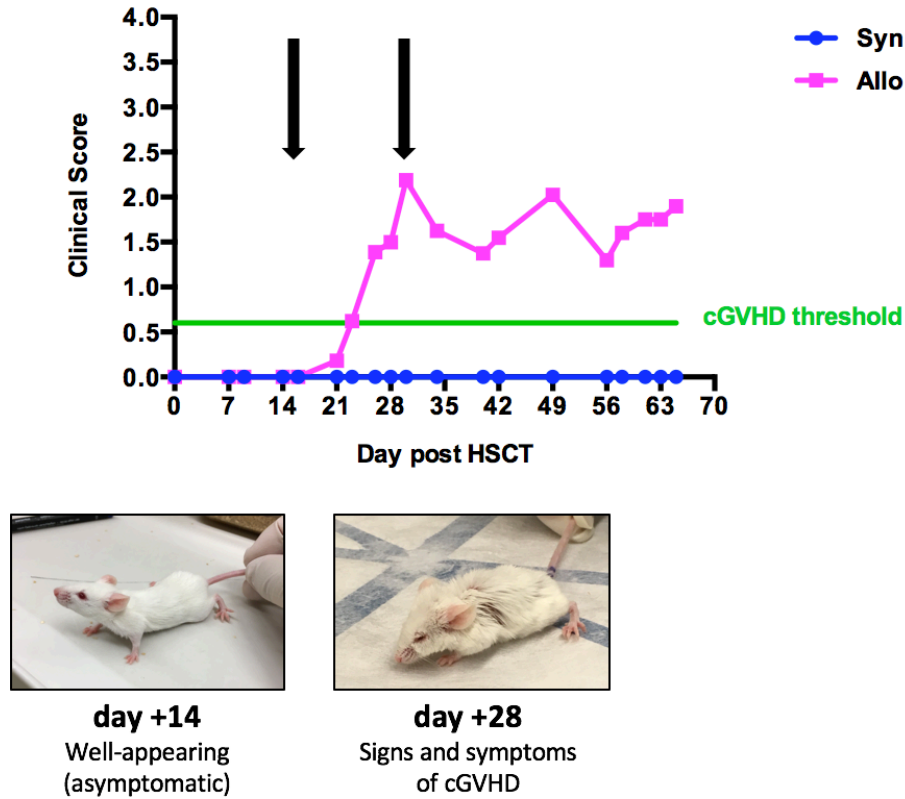 4.0
3.5
3.0
2.5
2.0
1.5
1.0
0.5
0.0
Clinical Score
0 7 14 21 28 35 42 49 56 63 70
Day post HSCT
Syn
Allo
cGVHD threshold
day +14
Well-appearing
(asymptomatic)
day +28
Signs and symptoms
of cGVHD